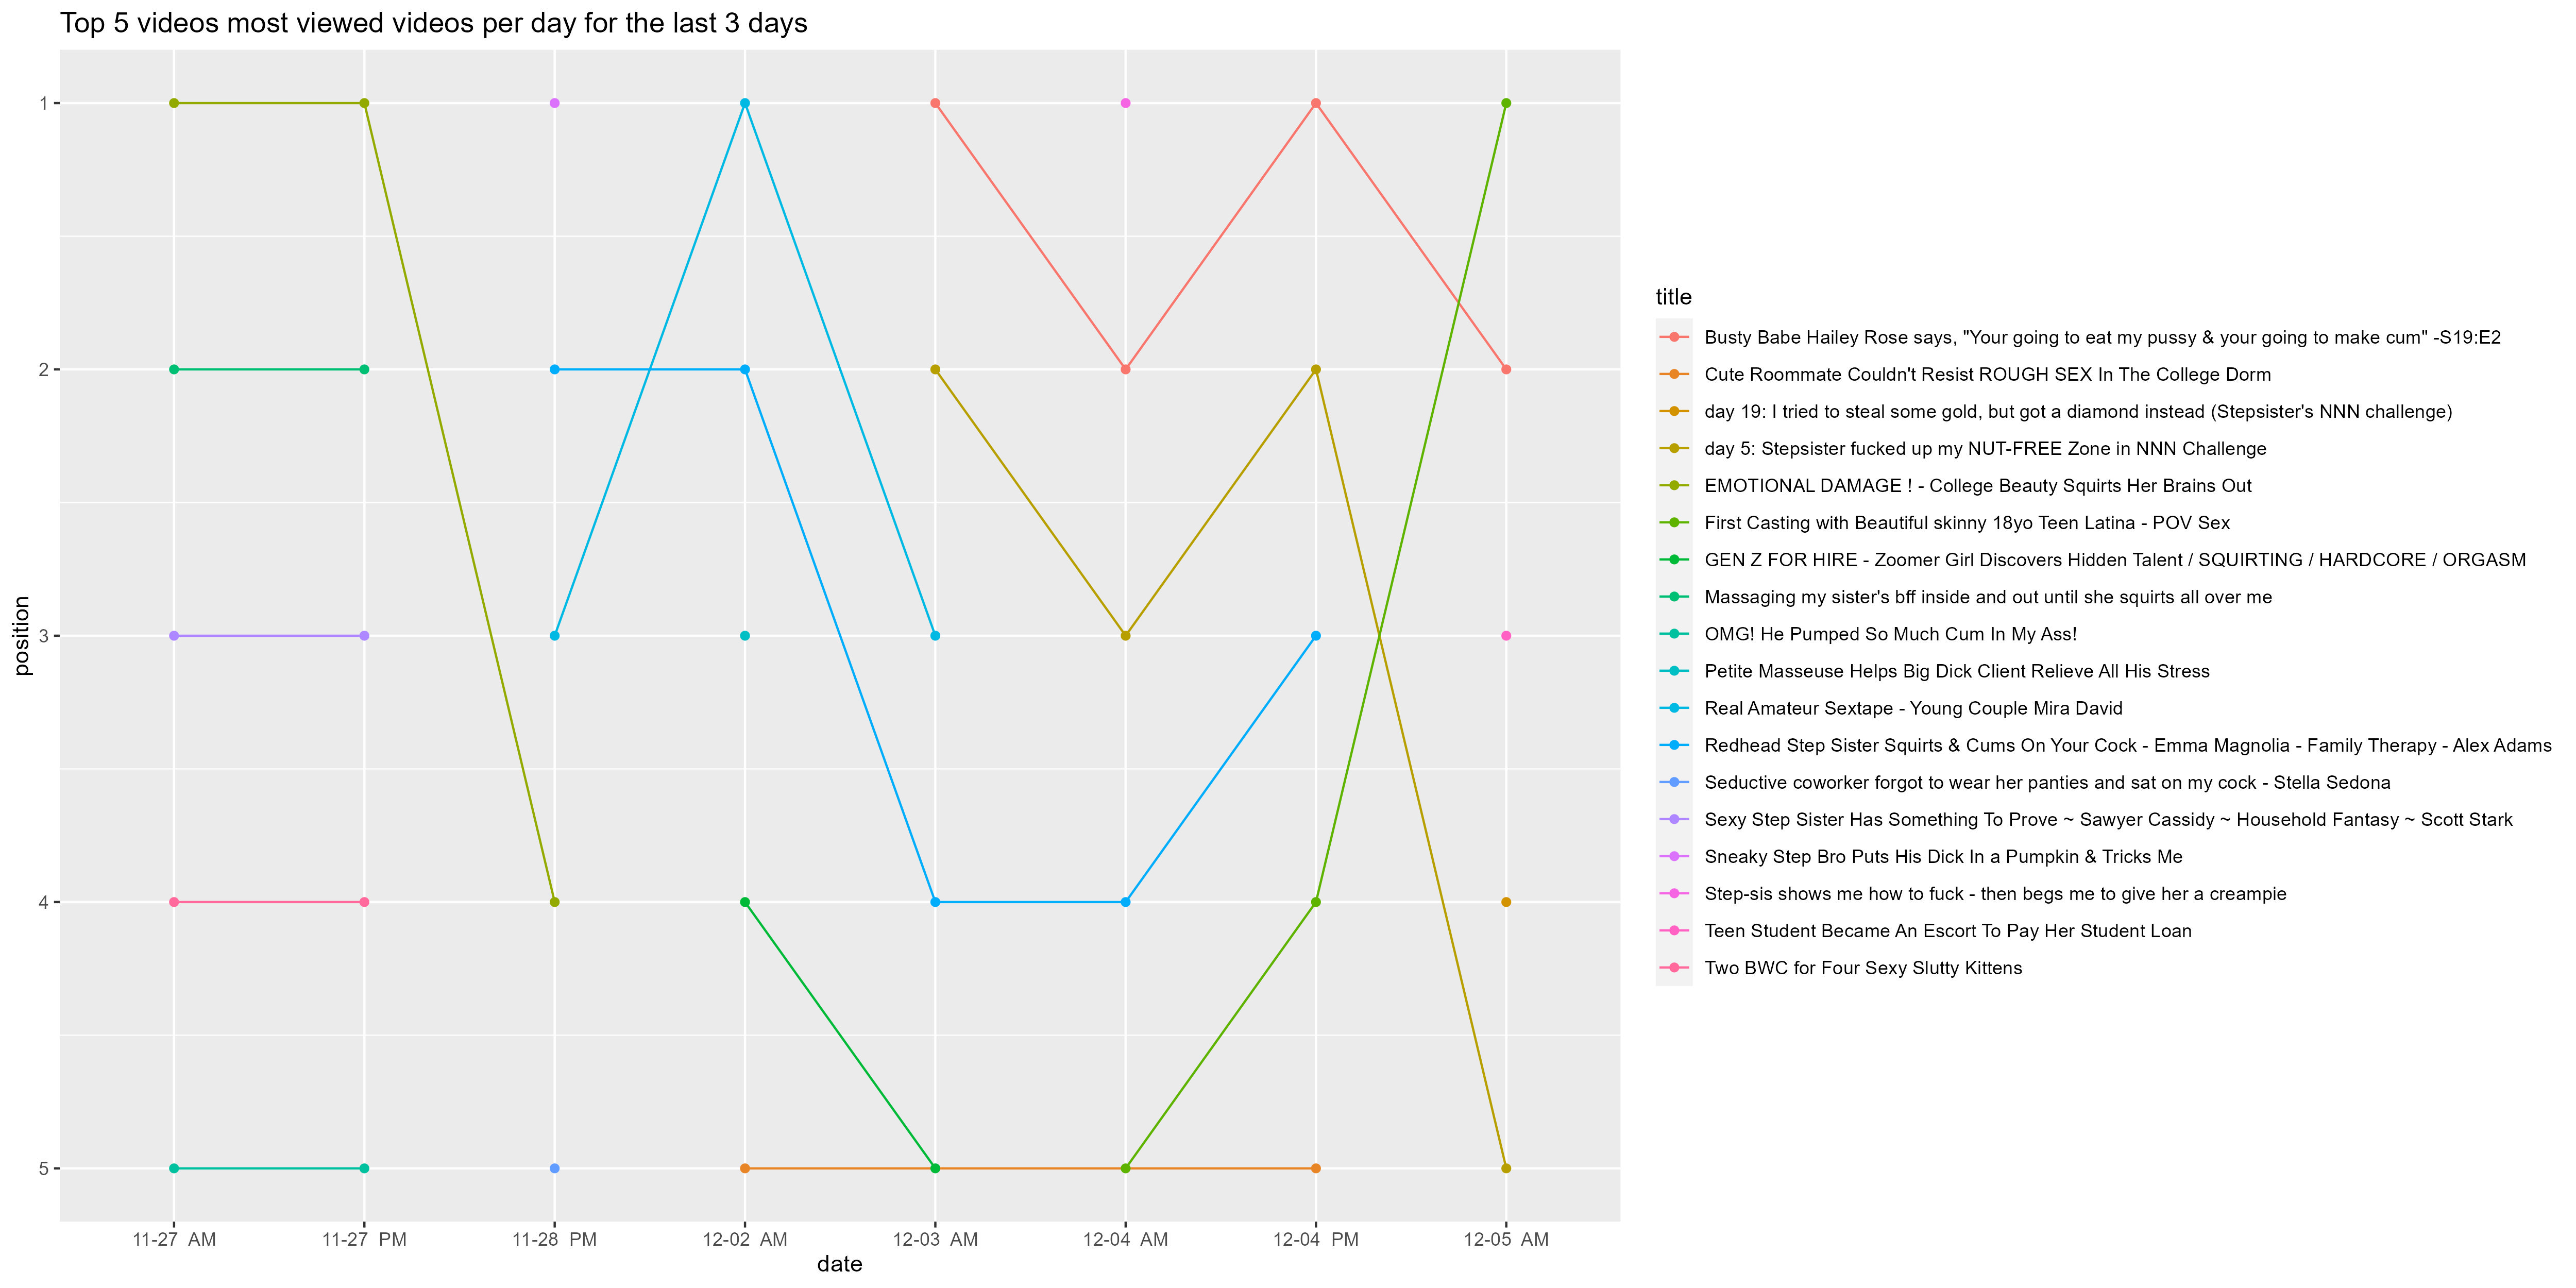 Top 5 videos most viewed videos per day for the last 3 days
position
1
2
3
4
5
11-27 AM
11-27 PM
11-28 PM
12-02 AM
12-03 AM
12-04 AM
12-04 PM
12-05 AM
date
title
Busty Babe Hailey Rose says, "Your going to eat my pussy & your going to make cum" -S19:E2
Cute Roommate Couldn't Resist ROUGH SEX In The College Dorm
day 19: I tried to steal some gold, but got a diamond instead (Stepsister's NNN challenge)
day 5: Stepsister fucked up my NUT-FREE Zone in NNN Challenge
EMOTIONAL DAMAGE ! - College Beauty Squirts Her Brains Out
First Casting with Beautiful skinny 18yo Teen Latina - POV Sex
GEN Z FOR HIRE - Zoomer Girl Discovers Hidden Talent / SQUIRTING / HARDCORE / ORGASM
Massaging my sister's bff inside and out until she squirts all over me
OMG! He Pumped So Much Cum In My Ass!
Petite Masseuse Helps Big Dick Client Relieve All His Stress
Real Amateur Sextape - Young Couple Mira David
Redhead Step Sister Squirts & Cums On Your Cock - Emma Magnolia - Family Therapy - Alex Adams
Seductive coworker forgot to wear her panties and sat on my cock - Stella Sedona
Sexy Step Sister Has Something To Prove ~ Sawyer Cassidy ~ Household Fantasy ~ Scott Stark
Sneaky Step Bro Puts His Dick In a Pumpkin & Tricks Me
Step-sis shows me how to fuck - then begs me to give her a creampie
Teen Student Became An Escort To Pay Her Student Loan
Two BWC for Four Sexy Slutty Kittens